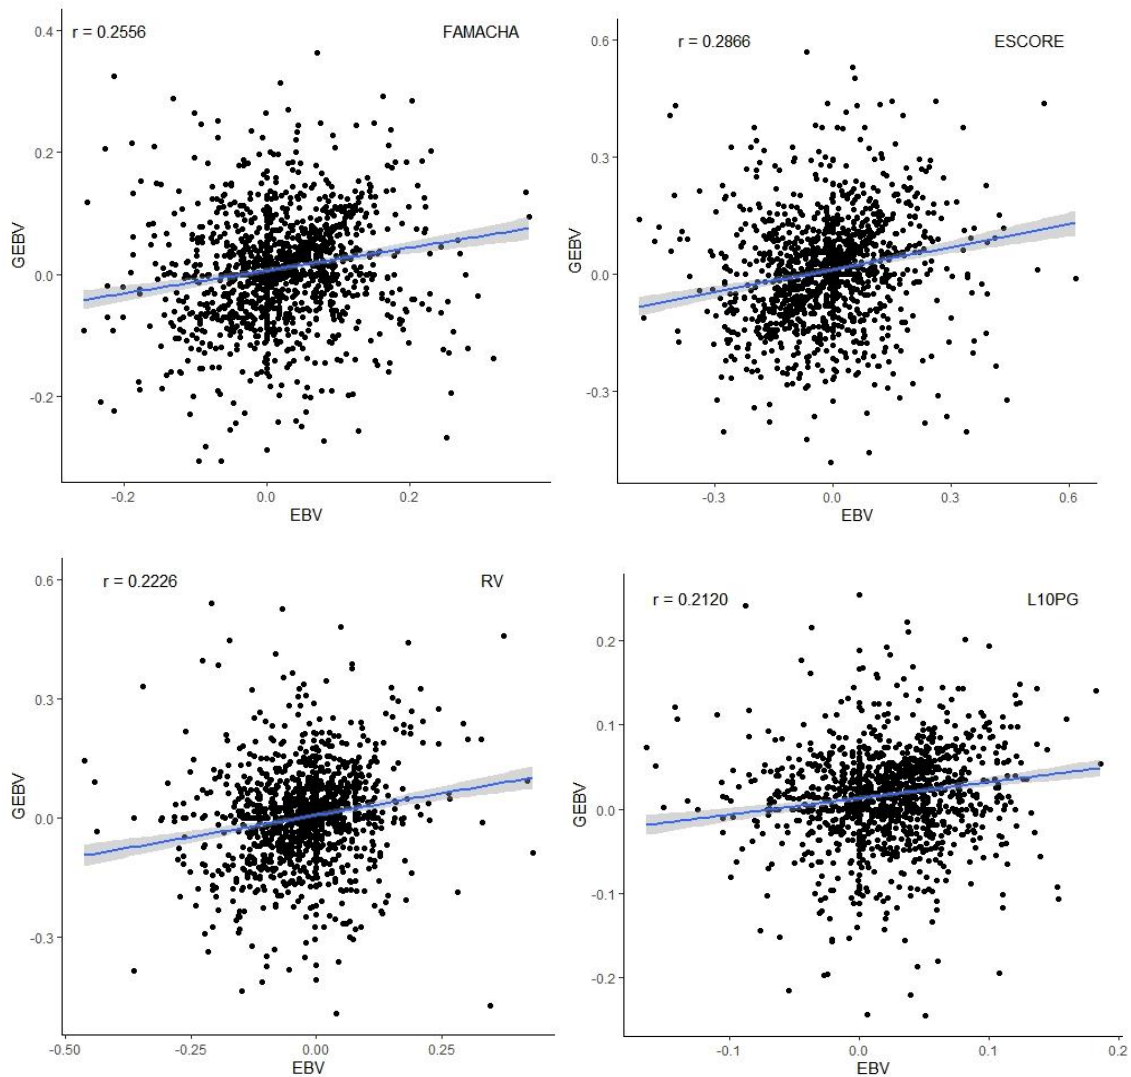 r = 0.2556 FAMACHA
0.4
0.2
0.0
-0.2
GEBV
-0.2 0.0 0.2
EBV
r = 0.2866 ESCORE
0.6
0.3
0.0
-0.3
GEBV
-0.3 0.0 0.3 0.6
EBV
r = 0.2226 RV
0.6
0.3
0.0
-0.3
GEBV
-0.50 -0.25 0.00 0.25
EBV
r = 0.2120 L10PG
0.2
0.1
0.0
-0.1
-0.2
GEBV
-0.1 0.0 0.1 0.2
EBV